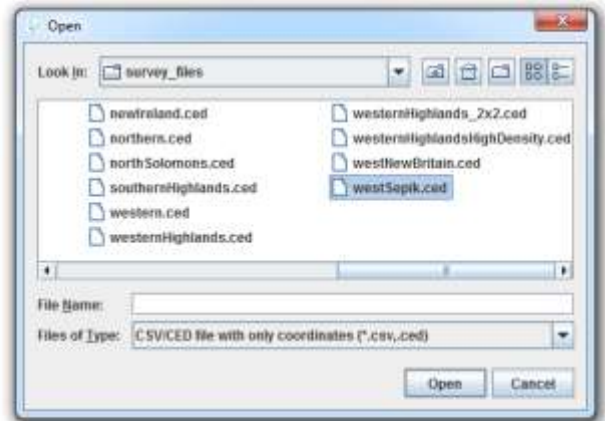 Open
Look In: survey_files
newIreland.ced
northern.ced
northSolomons.ced
southernHighlands.ced
western.ced
westernHighlands.ced
westernHighlands_2x2.ced
westernHighlandsHighDensity.ced
westNewBritain.ced
westSepik.ced
File Name:
Files of Type: CSV/CED file with only coordinates (*.csv,.ced)
Open Cancel